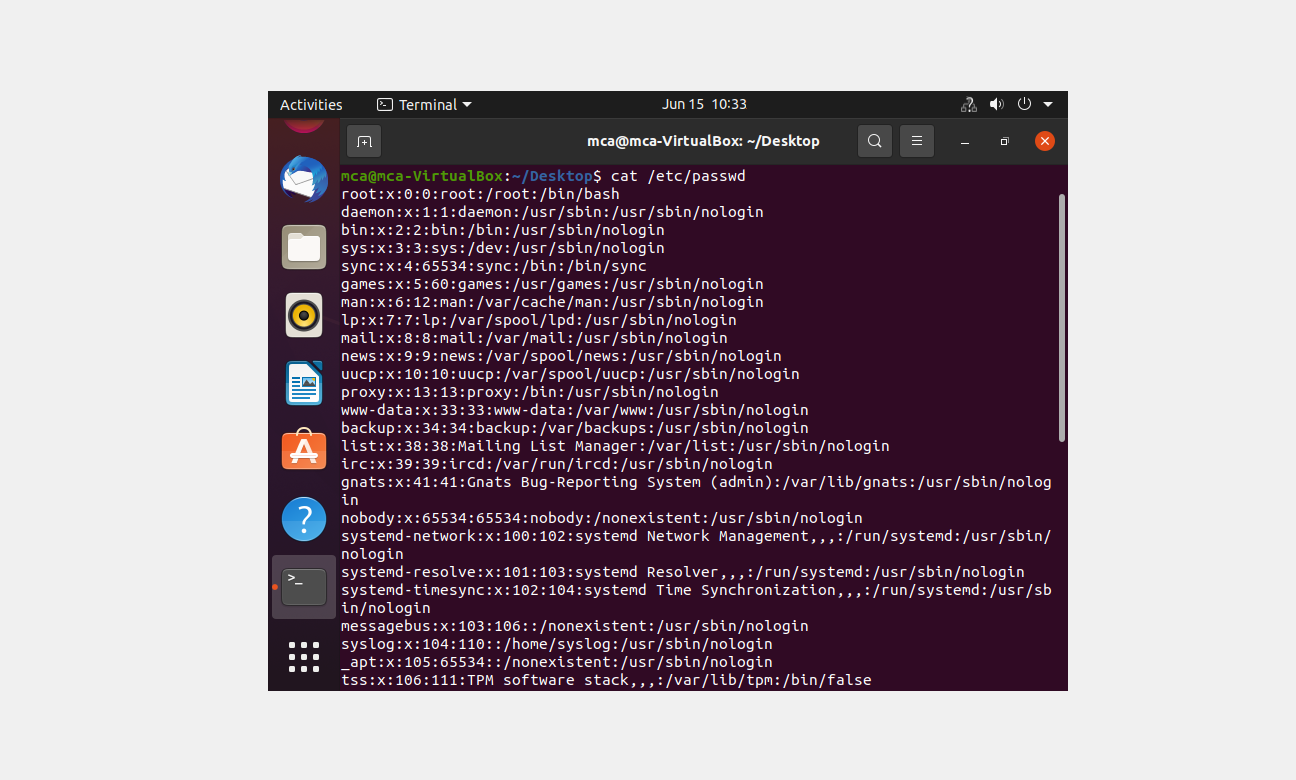 Activities Terminal Jun 15 10:33
mca@mca-VirtualBox: ~/Desktop
mca@mca-VirtualBox:~/Desktop$ cat /etc/passwd
root:x:0:0:root:/root:/bin/bash
daemon:x:1:1:daemon:/usr/sbin:/usr/sbin/nologin
bin:x:2:2:bin:/bin:/usr/sbin/nologin
sys:x:3:3:sys:/dev:/usr/sbin/nologin
sync:x:4:65534:sync:/bin:/bin/sync
games:x:5:60:games:/usr/games:/usr/sbin/nologin
man:x:6:12:man:/var/cache/man:/usr/sbin/nologin
lp:x:7:7:lp:/var/spool/lpd:/usr/sbin/nologin
mail:x:8:8:mail:/var/mail:/usr/sbin/nologin
news:x:9:9:news:/var/spool/news:/usr/sbin/nologin
uucp:x:10:10:uucp:/var/spool/uucp:/usr/sbin/nologin
proxy:x:13:13:proxy:/bin:/usr/sbin/nologin
www-data:x:33:33:www-data:/var/www:/usr/sbin/nologin
backup:x:34:34:backup:/var/backups:/usr/sbin/nologin
list:x:38:38:Mailing List Manager:/var/list:/usr/sbin/nologin
irc:x:39:39:ircd:/var/run/ircd:/usr/sbin/nologin
gnats:x:41:41:Gnats Bug-Reporting System (admin):/var/lib/gnats:/usr/sbin/nolog
in
nobody:x:65534:65534:nobody:/nonexistent:/usr/sbin/nologin
systemd-network:x:100:102:systemd Network Management,,,:/run/systemd:/usr/sbin/
nologin
systemd-resolve:x:101:103:systemd Resolver,,,:/run/systemd:/usr/sbin/nologin
systemd-timesync:x:102:104:systemd Time Synchronization,,,:/run/systemd:/usr/sb
in/nologin
messagebus:x:103:106::/nonexistent:/usr/sbin/nologin
syslog:x:104:110::/home/syslog:/usr/sbin/nologin
_apt:x:105:65534::/nonexistent:/usr/sbin/nologin
tss:x:106:111:TPM software stack,,,:/var/lib/tpm:/bin/false